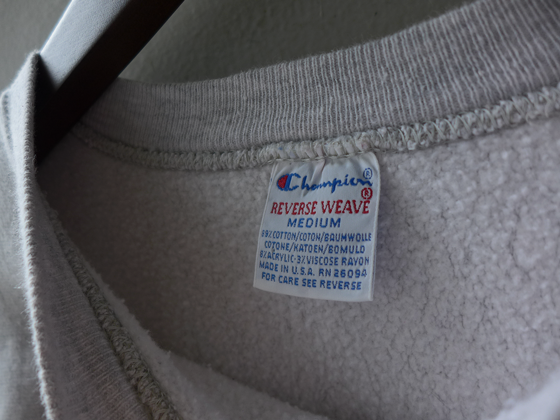 Champion®
REVERSE WEAVE®
MEDIUM
89% COTTON/COTON/BAUMWOLLE
COTONE/KATOEN/BOMULD
8% ACRYLIC-3% VISCOSE RAYON
MADE IN U.S.A. RN 26094
FOR CARE SEE REVERSE